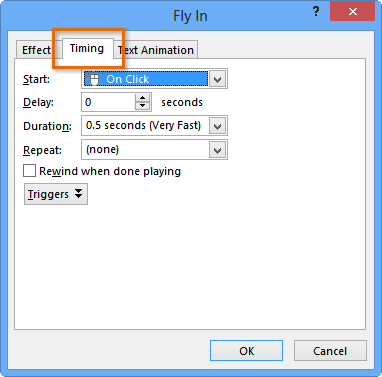 Fly In
? ×
Effect Timing Text Animation
Start: On Click
Delay: 0 seconds
Duration: 0.5 seconds (Very Fast)
Repeat: (none)
Rewind when done playing
Triggers
OK Cancel